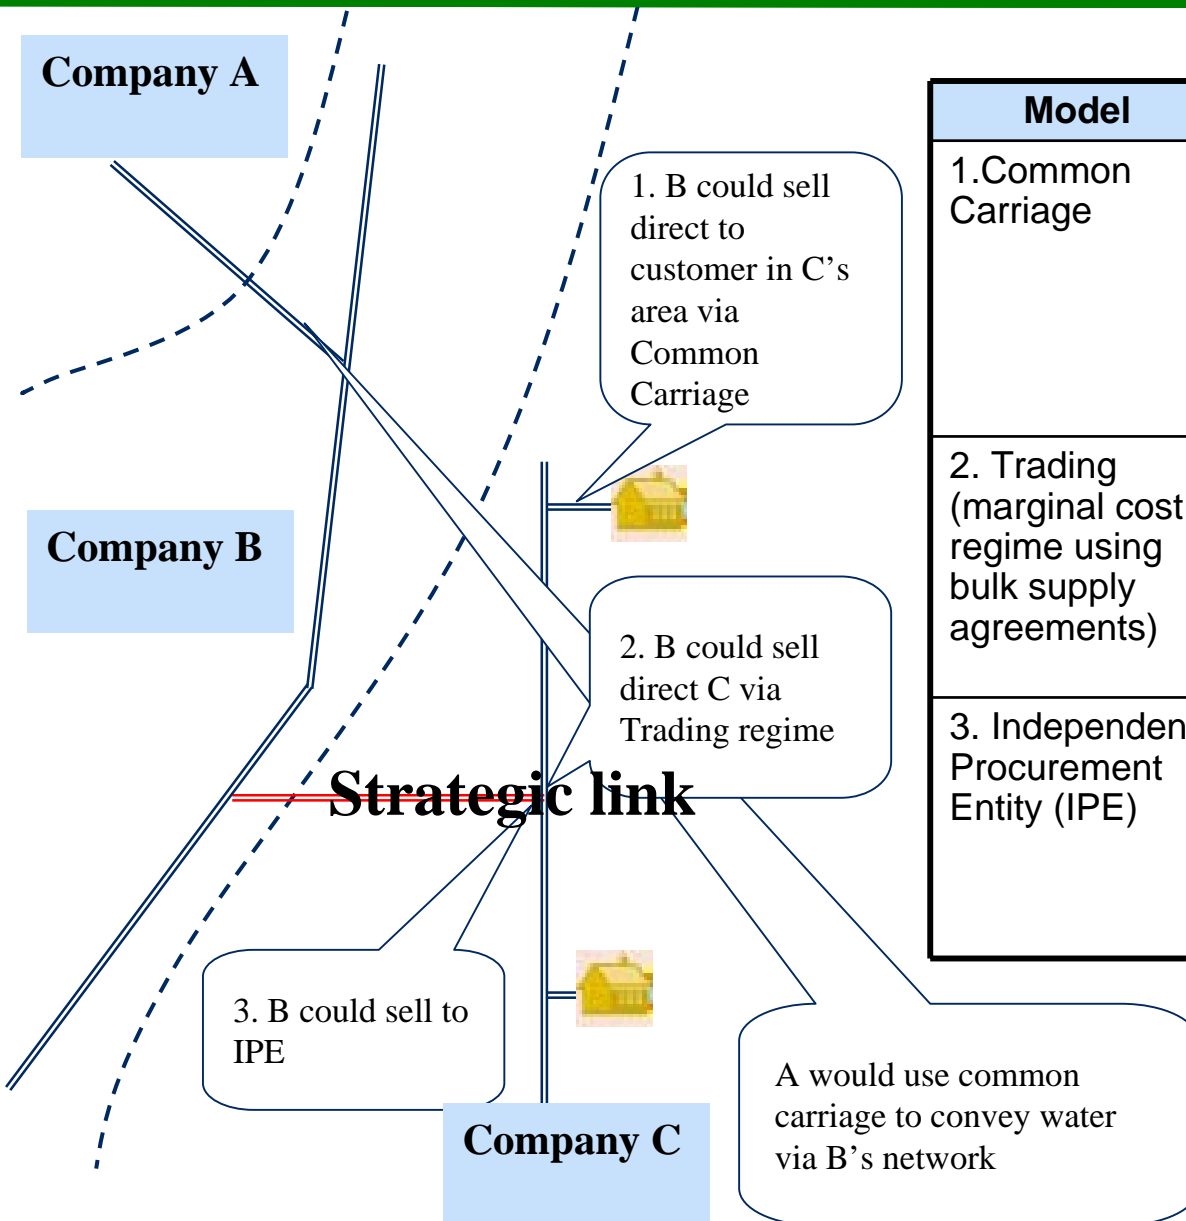 Company A
Model
1.Common
Carriage
1. B could sell
direct to
customer in C’s
area via
Common
Carriage
2. Trading
(marginal cost
regime using
bulk supply
agreements)
Company B
2. B could sell
direct C via
Trading regime
3. Independen
Procurement
Entity (IPE)
Strategic link
3. B could sell to
IPE
A would use common
carriage to convey water
via B’s network
Company C